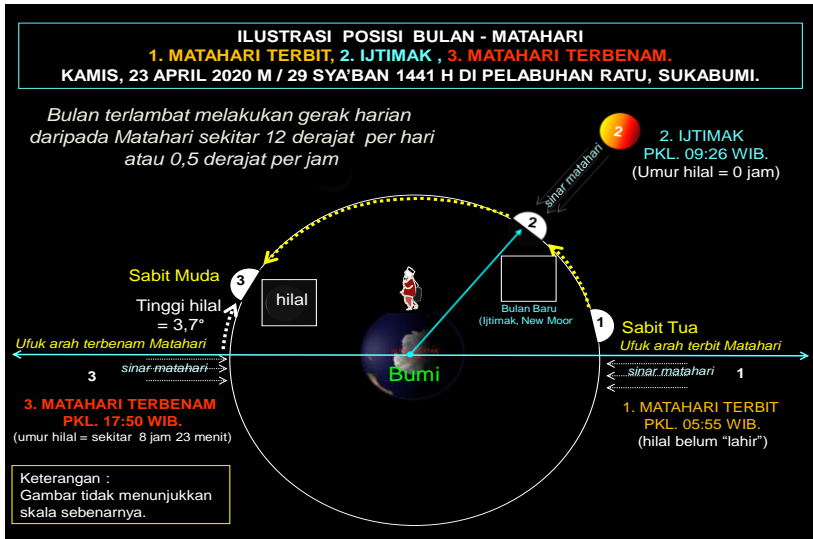 ILUSTRASI POSISI BULAN - MATAHARI
1. MATAHARI TERBIT, 2. IJTIMAK , 3. MATAHARI TERBENAM.
KAMIS, 23 APRIL 2020 M / 29 SYA’BAN 1441 H DI PELABUHAN RATU, SUKABUMI.
Bulan terlambat melakukan gerak harian
daripada Matahari sekitar 12 derajat per hari
atau 0,5 derajat per jam
2
2. IJTIMAK
PKL. 09:26 WIB.
(Umur hilal = 0 jam)
sinar matahari
2
Bulan Baru
(Ijtimak, New Moor
Sabit Muda
3
hilal
Tinggi hilal
= 3,7°
1
Sabit Tua
Ufuk arah terbenam Matahari
Ufuk arah terbit Matahari
sinar matahari
3
sinar matahari
1
Bumi
3. MATAHARI TERBENAM
PKL. 17:50 WIB.
(umur hilal = sekitar 8 jam 23 menit)
1. MATAHARI TERBIT
PKL. 05:55 WIB.
(hilal belum “lahir”)
Keterangan :
Gambar tidak menunjukkan
skala sebenarnya.